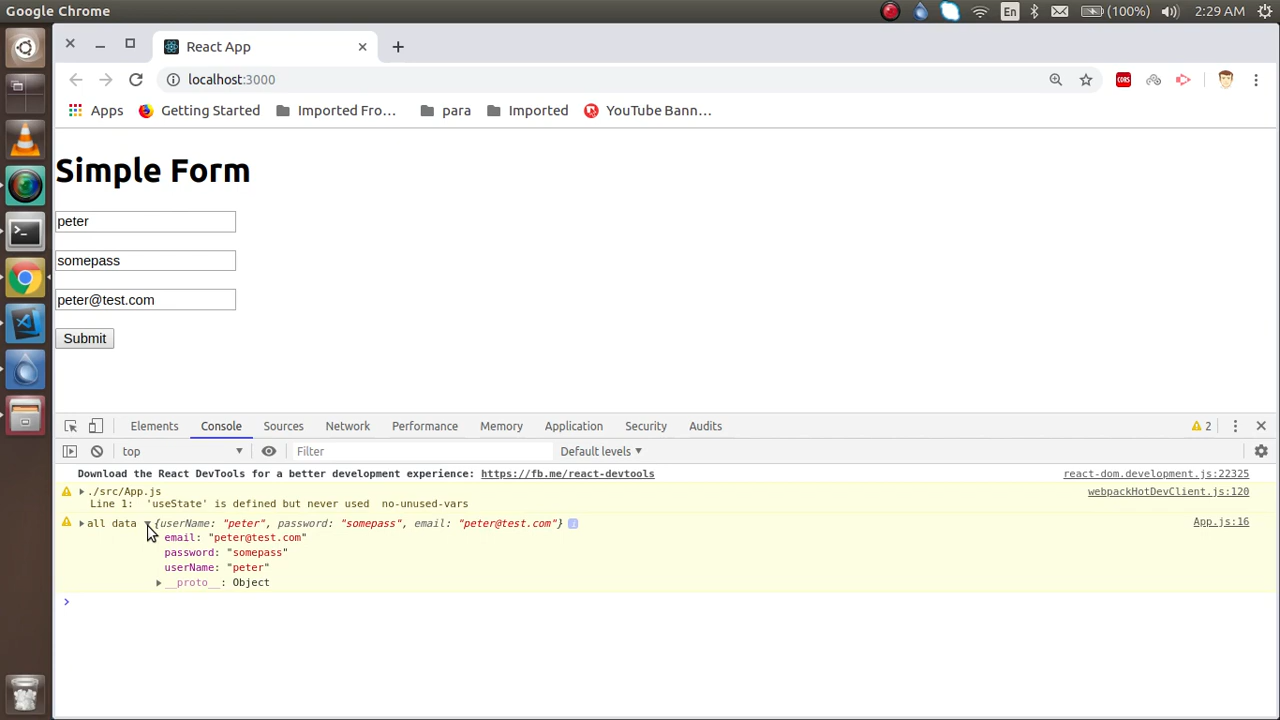 Google Chrome
En (100%) 2:29 AM
React App
localhost:3000
CORS
Apps Getting Started Imported Fro... para Imported YouTube Bann...
Simple Form
peter
somepass
peter@test.com
Submit
Elements Console Sources Network Performance Memory Application Security Audits 2
top Filter Default levels
Download the React DevTools for a better development experience: https://fb.me/react-devtools react-dom.development.js:22325
./src/App.js webpackHotDevClient.js:120
Line 1: 'useState' is defined but never used no-unused-vars
all data {userName: "peter", password: "somepass", email: "peter@test.com"} App.js:16
email: "peter@test.com"
password: "somepass"
userName: "peter"
__proto__: Object